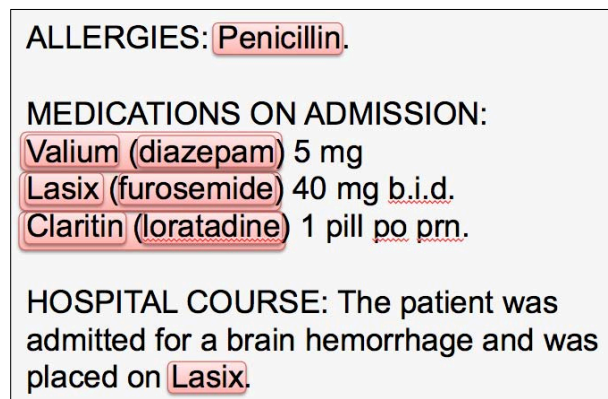 ALLERGIES: Penicillin.
MEDICATIONS ON ADMISSION:
Valium (diazepam) 5 mg
Lasix (furosemide) 40 mg b.i.d.
Claritin (loratadine) 1 pill po prn.
HOSPITAL COURSE: The patient was
admitted for a brain hemorrhage and was
placed on Lasix.